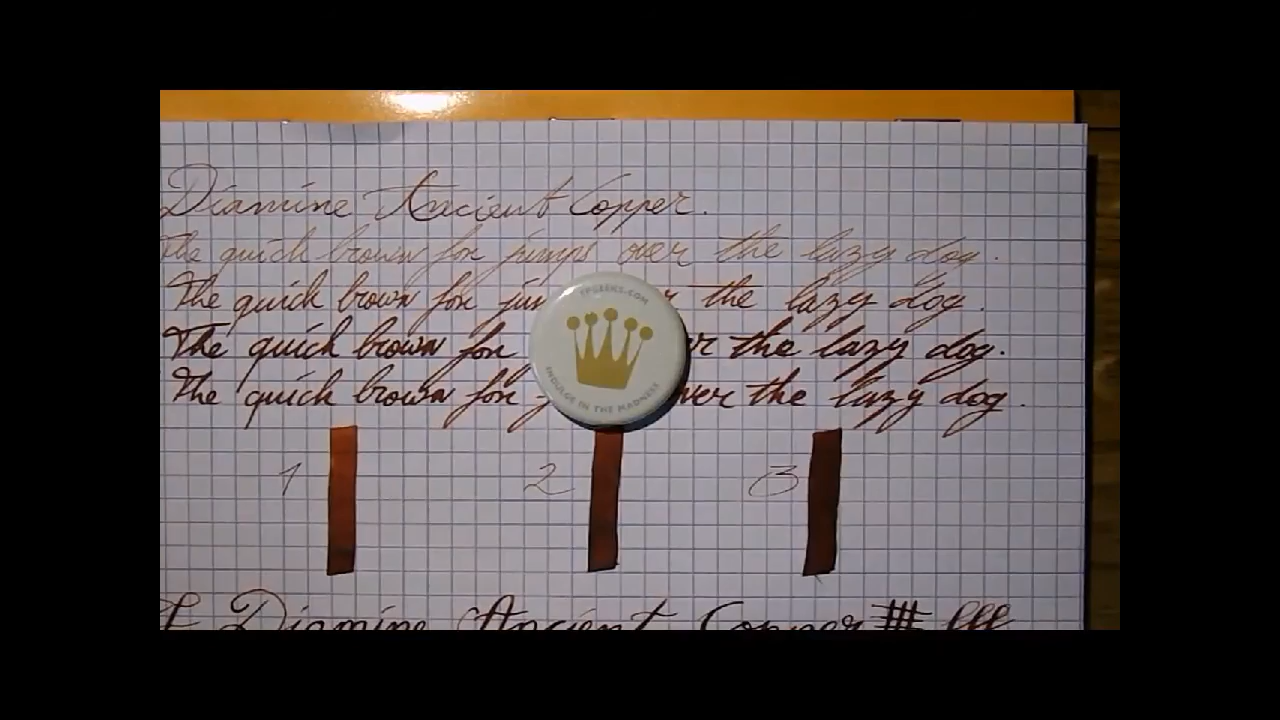 Diamine Ancient Copper.
The quick brown fox jumps over the lazy dog.
The quick brown fox the lazy dog.
The quick brown fox the lazy dog.
The quick brown fox the lazy dog.
FPGEEKS.COM
INDULGE IN THE MADNESS
1 2 3
Diamine Ancient Copper